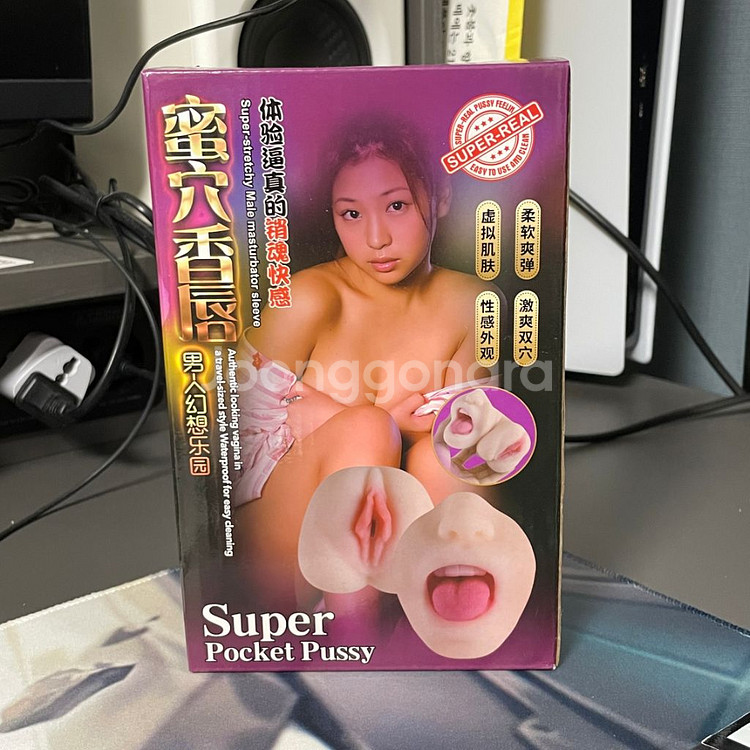 蜜穴香唇
男人幻想乐园
体验逼真的销魂快感
Super-stretchy Male masturbator sleeve
Authentic looking vagina in
a travel-sized style Waterproof for easy cleaning
SUPER-REAL PUSSY FEELIN
SUPER-REAL
EASY TO USE AND CLEAN
柔软爽弹
虚拟肌肤
激爽双穴
性感外观
bonggongora
Super
Pocket Pussy